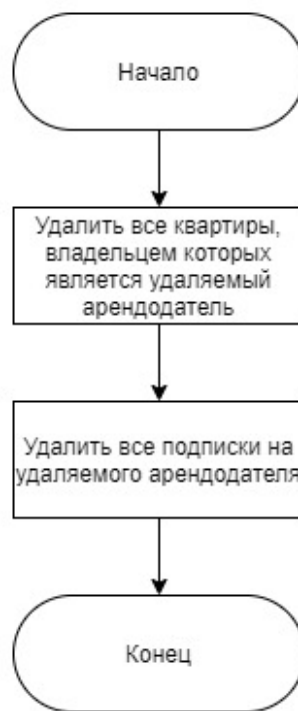 Начало
Удалить все квартиры,
владельцем которых
является удаляемый
арендодатель
Удалить все подписки на
удаляемого арендодателя
Конец